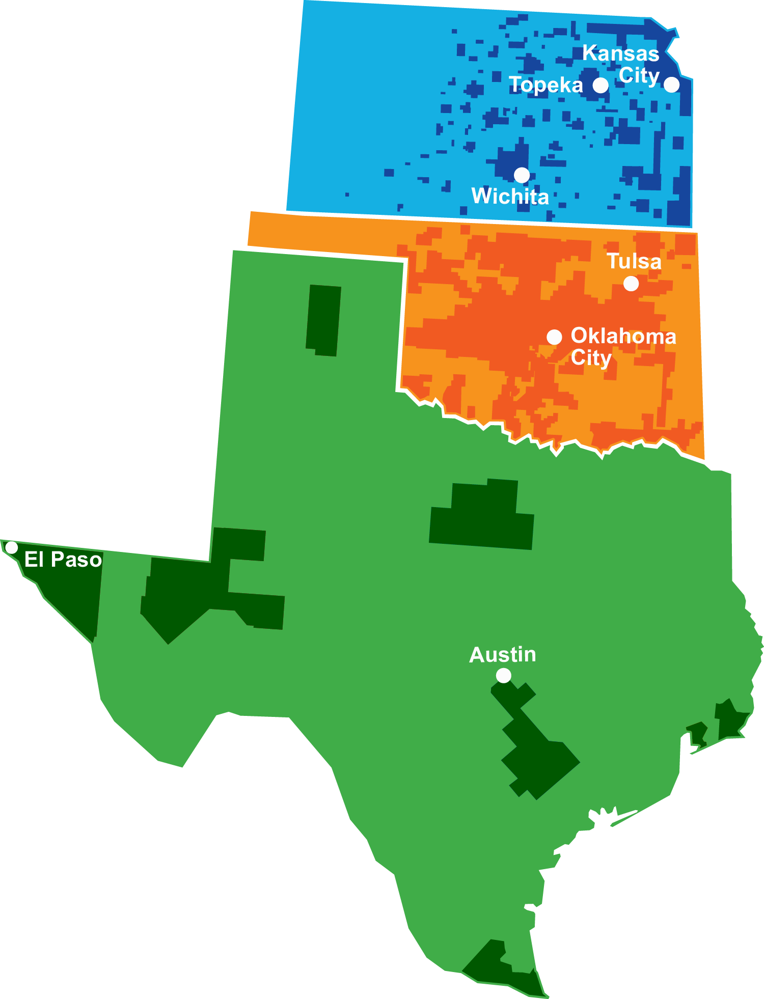 Kansas
City
Topeka
Wichita
Tulsa
Oklahoma
City
El Paso
Austin